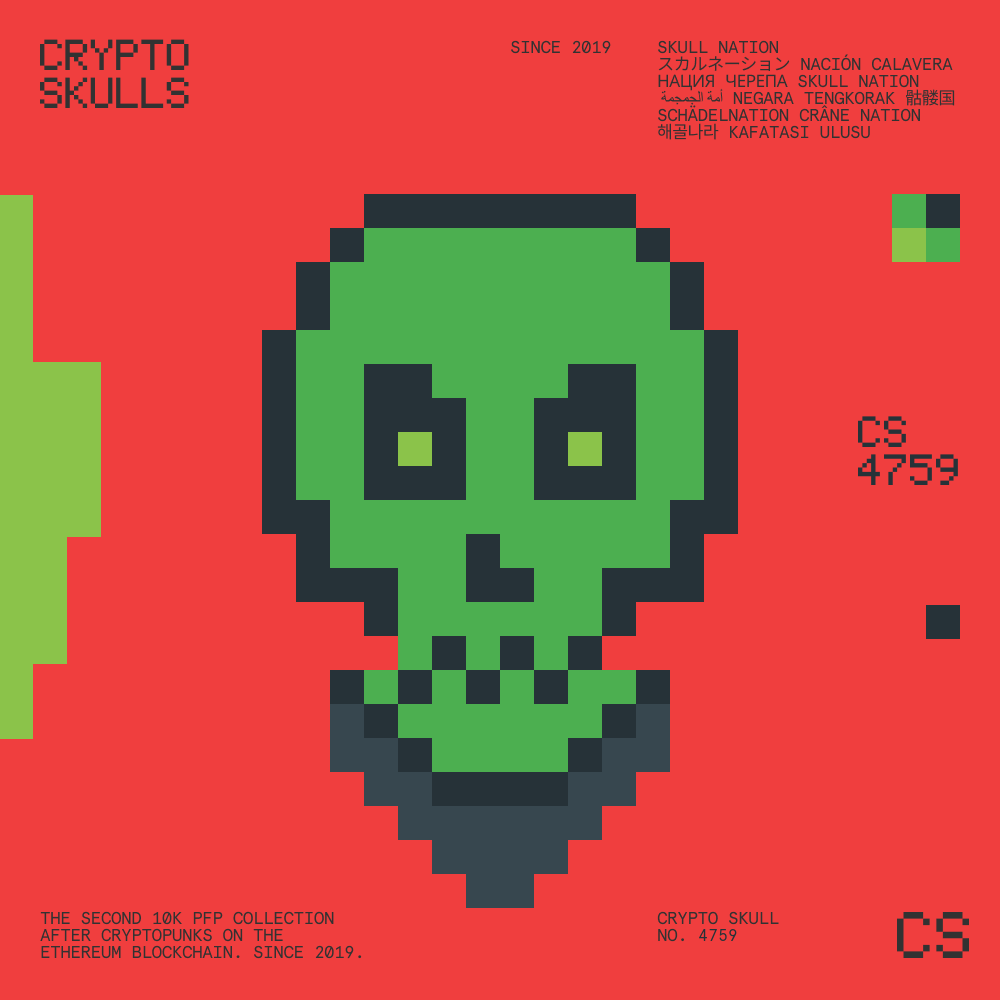 CRYPTO
SKULLS
SINCE 2019
SKULL NATION
スカルネーション NACIÓN CALAVERA
НАЦИЯ ЧЕРЕПА SKULL NATION
أمة الجمجمة NEGARA TENGKORAK 骷髅国
SCHÄDELNATION CRÂNE NATION
해골나라 KAFATASI ULUSU
CS
4759
THE SECOND 10K PFP COLLECTION
AFTER CRYPTOPUNKS ON THE
ETHEREUM BLOCKCHAIN. SINCE 2019.
CRYPTO SKULL
NO. 4759
CS